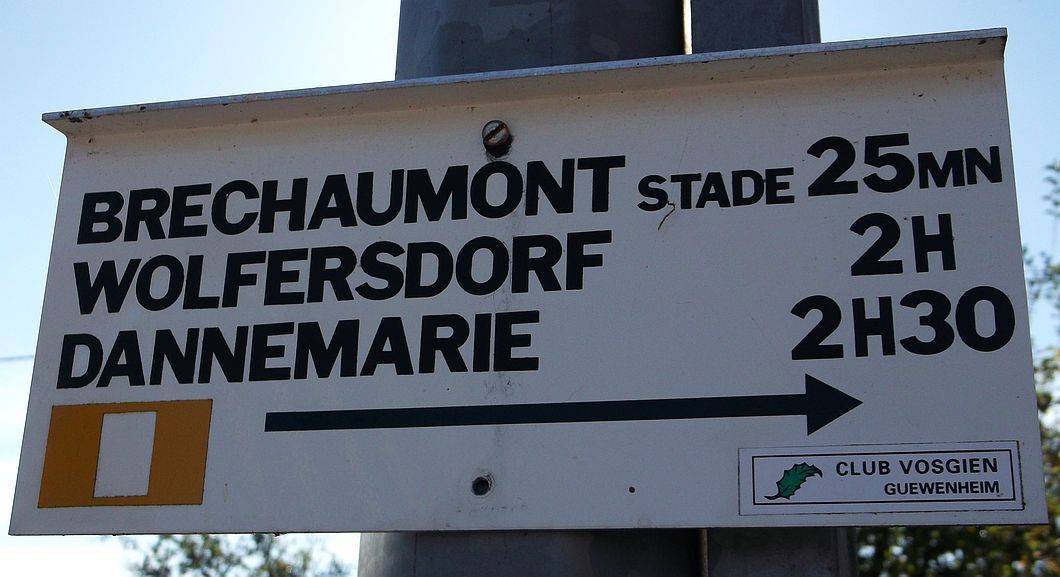 BRECHAUMONT STADE 25MN
WOLFERSDORF 2H
DANNEMARIE 2H30
CLUB VOSGIEN
GUEWENHEIM